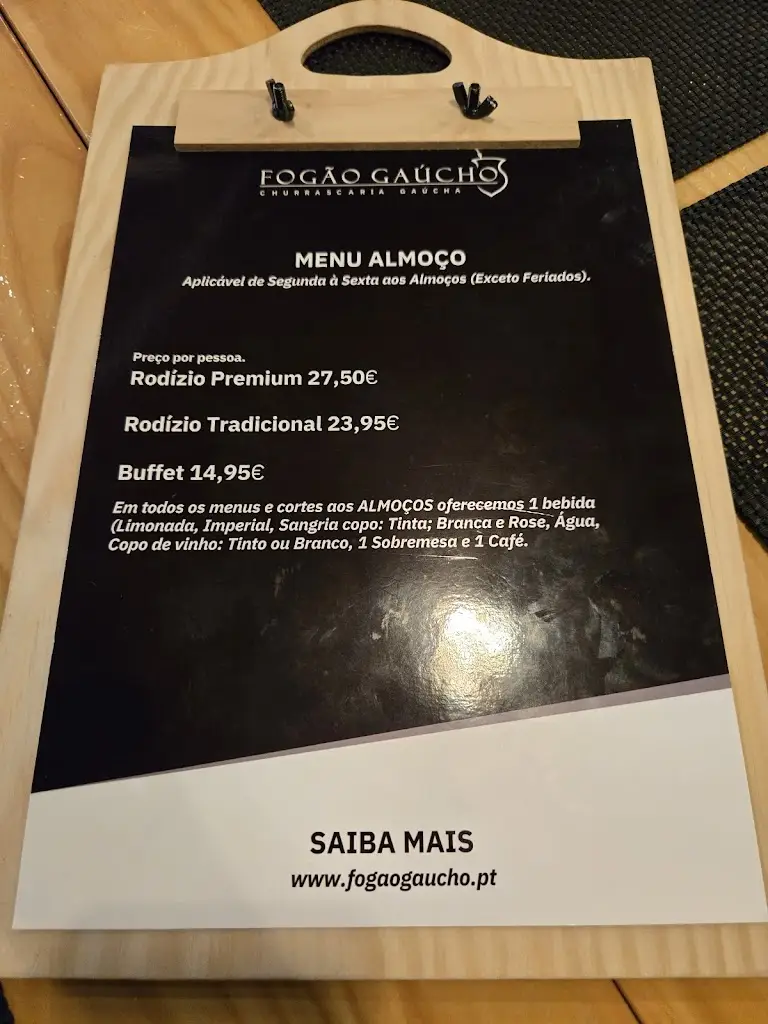 FOGÃO GAÚCHO
CHURRASCARIA GAÚCHA
MENU ALMOÇO
Aplicável de Segunda à Sexta aos Almoços (Exceto Feriados).
Preço por pessoa.
Rodízio Premium 27,50€
Rodízio Tradicional 23,95€
Buffet 14,95€
Em todos os menus e cortes aos ALMOÇOS oferecemos 1 bebida
(Limonada, Imperial, Sangria copo: Tinta; Branca e Rose, Água,
Copo de vinho: Tinto ou Branco, 1 Sobremesa e 1 Café.
SAIBA MAIS
www.fogaogaucho.pt